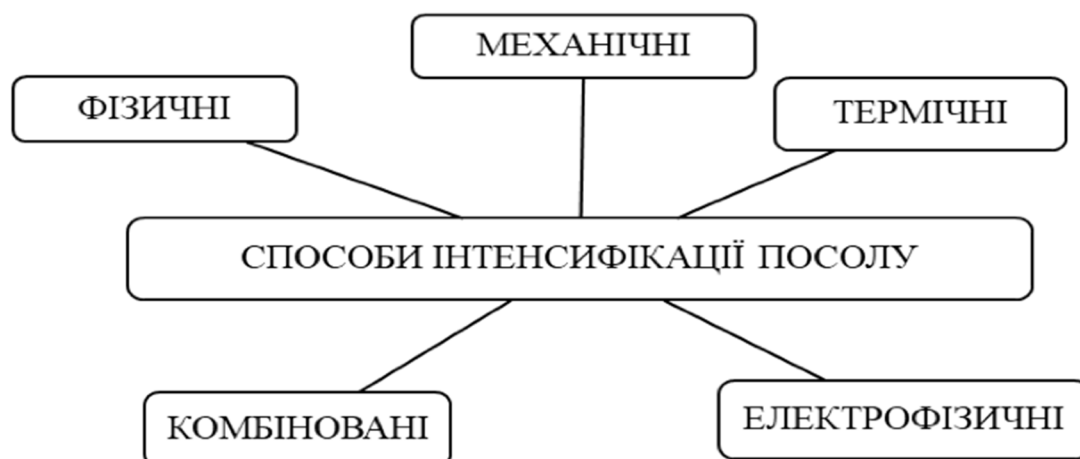 МЕХАНІЧНІ
ФІЗИЧНІ
ТЕРМІЧНІ
СПОСОБИ ІНТЕНСИФІКАЦІЇ ПОСОЛУ
КОМБІНОВАНІ
ЕЛЕКТРОФІЗИЧНІ